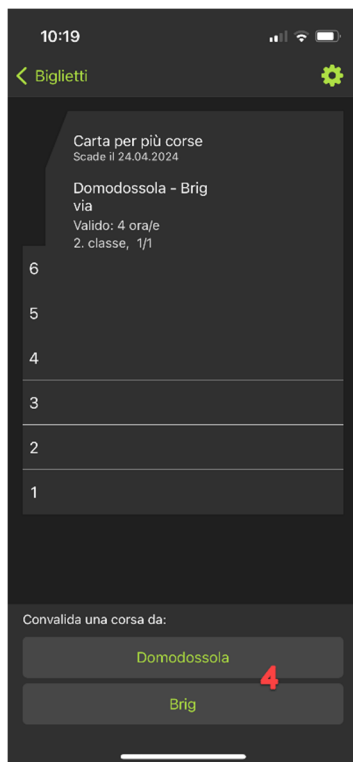 10:19
Biglietti
Carta per più corse
Scade il 24.04.2024
Domodossola - Brig
via
Valido: 4 ora/e
2. classe, 1/1
6
5
4
3
2
1
Convalida una corsa da:
Domodossola
4
Brig